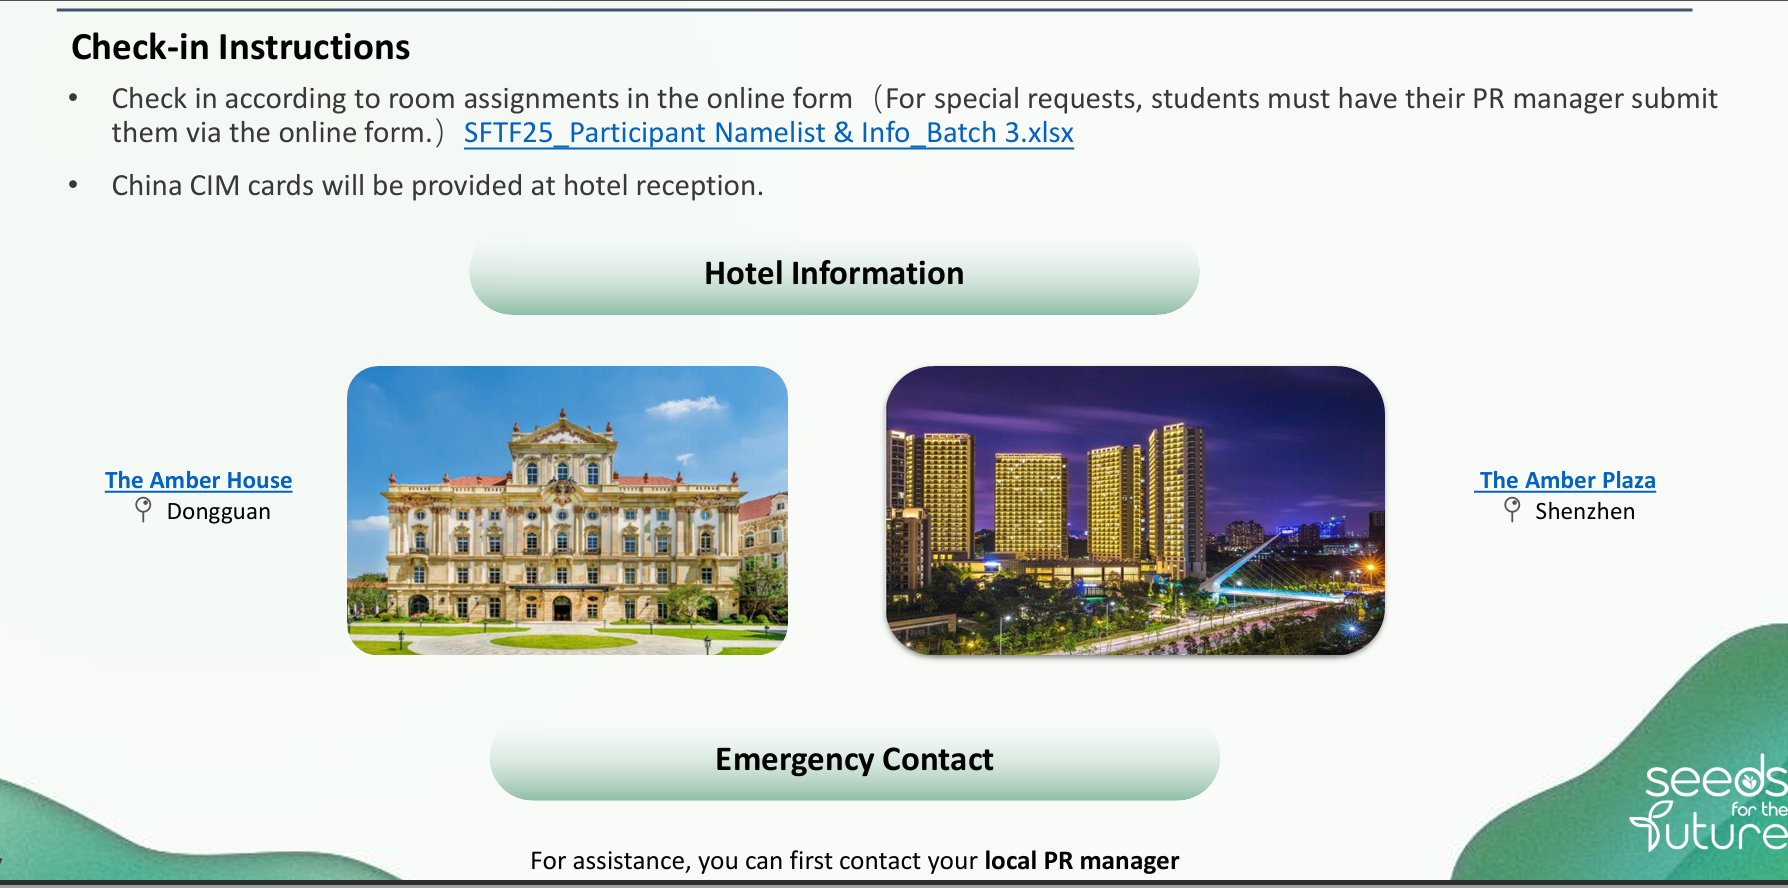 Check-in Instructions
• Check in according to room assignments in the online form（For special requests, students must have their PR manager submit
them via the online form.） SFTF25_Participant Namelist & Info_Batch 3.xlsx
• China CIM cards will be provided at hotel reception.
Hotel Information
The Amber House
Dongguan
The Amber Plaza
Shenzhen
Emergency Contact
seeds
for the
future
For assistance, you can first contact your local PR manager